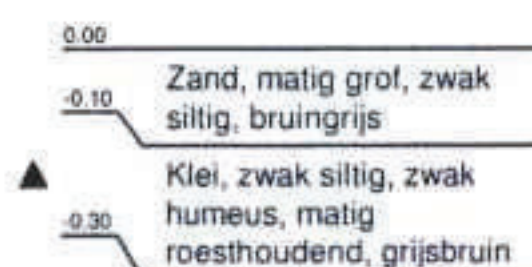 0.00
Zand, matig grof, zwak
-0.10
siltig, bruingrijs
Klei, zwak siltig, zwak
humeus, matig
-0.30
roesthoudend, grijsbruin